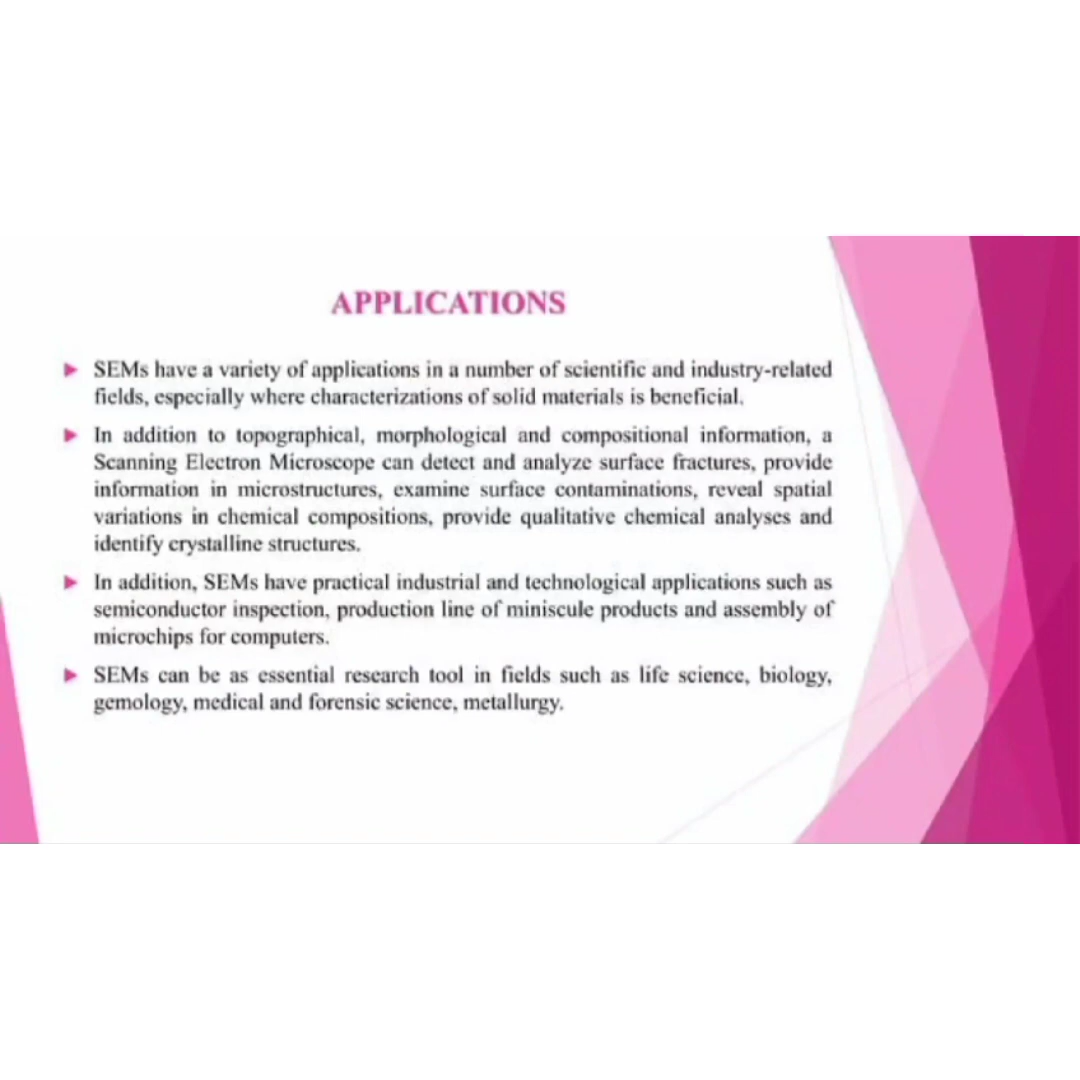 APPLICATIONS
SEMs have a variety of applications in a number of scientific and industry-related
fields, especially where characterizations of solid materials is beneficial.
In addition to topographical, morphological and compositional information, a
Scanning Electron Microscope can detect and analyze surface fractures, provide
information in microstructures, examine surface contaminations, reveal spatial
variations in chemical compositions, provide qualitative chemical analyses and
identify crystalline structures.
In addition, SEMs have practical industrial and technological applications such as
semiconductor inspection, production line of miniscule products and assembly of
microchips for computers.
SEMs can be as essential research tool in fields such as life science, biology,
gemology, medical and forensic science, metallurgy.